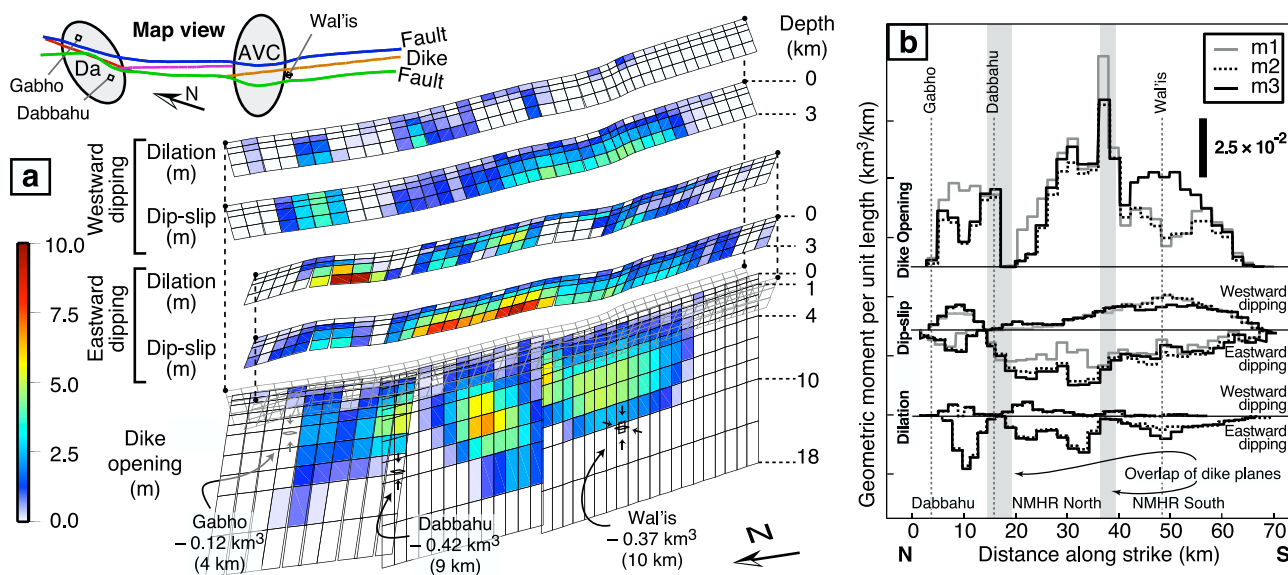 Map view
Wal'is
AVC
Fault
Dike
Fault
Da
Gabho
Dabbahu
N
Depth
(km)
0
3
0
3
0
1
4
10
18
a
10.0
7.5
5.0
2.5
0.0
Westward
dipping
Dilation
(m)
Dip-slip
(m)
Eastward
dipping
Dilation
(m)
Dip-slip
(m)
Dike
opening
(m)
Gabho
− 0.12 km³
(4 km)
Dabbahu
− 0.42 km³
(9 km)
Wal'is
− 0.37 km³
(10 km)
N
b
Gabho
Dabbahu
Wal'is
m1
m2
m3
2.5 × 10⁻²
Geometric moment per unit length (km³/km)
Dike Opening
Dip-slip
Dilation
Westward
dipping
Eastward
dipping
Westward
dipping
Eastward
dipping
Overlap of dike planes
Dabbahu
NMHR North
NMHR South
0 10 20 30 40 50 60 70 80
N
Distance along strike (km)
S